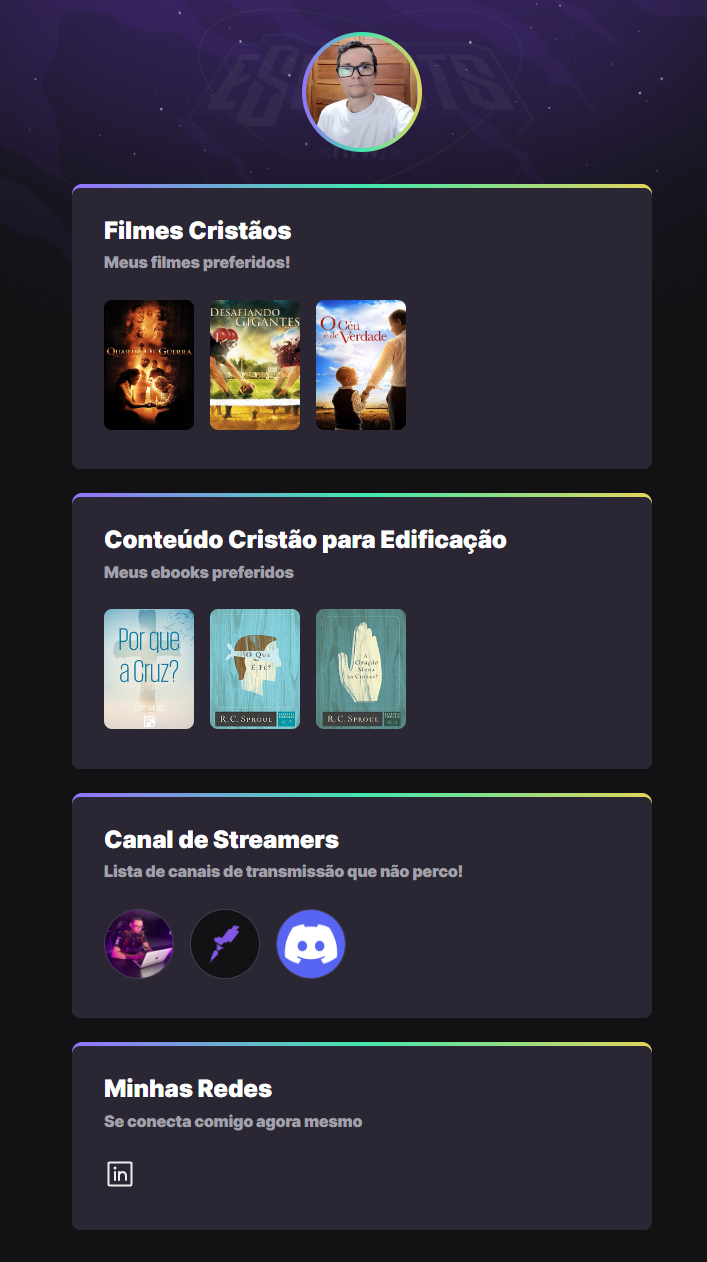 Filmes Cristãos
Meus filmes preferidos!
Quarto De Guerra
DESAFIANDO
GIGANTES
O Céu
é de Verdade
Conteúdo Cristão para Edificação
Meus ebooks preferidos
Por que
a Cruz?
O Que
É Fé?
R.C. SPROUL
A
Oração
Muda
as Coisas?
R.C. SPROUL
Canal de Streamers
Lista de canais de transmissão que não perco!
Minhas Redes
Se conecta comigo agora mesmo
in